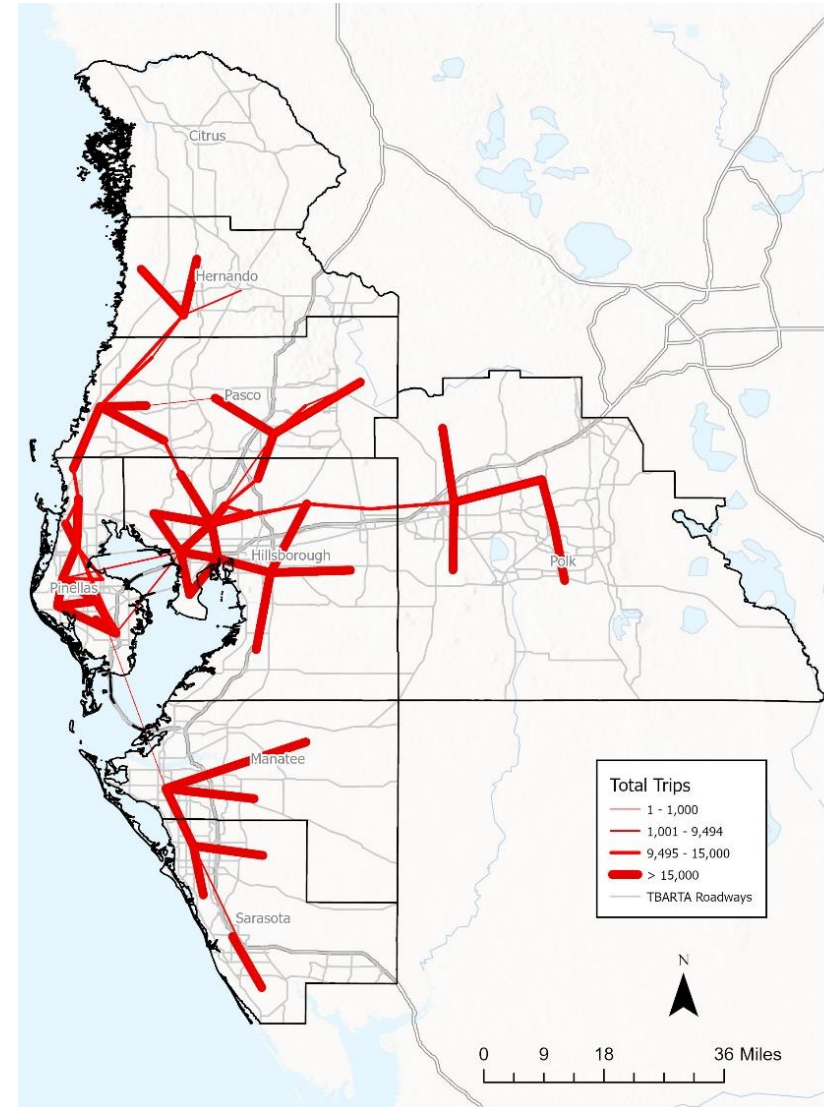 Citrus
Hernando
Pasco
Hillsborough
Pinellas
Polk
Manatee
Sarasota
Total Trips
1 - 1,000
1,001 - 9,494
9,495 - 15,000
> 15,000
TBARTA Roadways
N
0 9 18 36 Miles